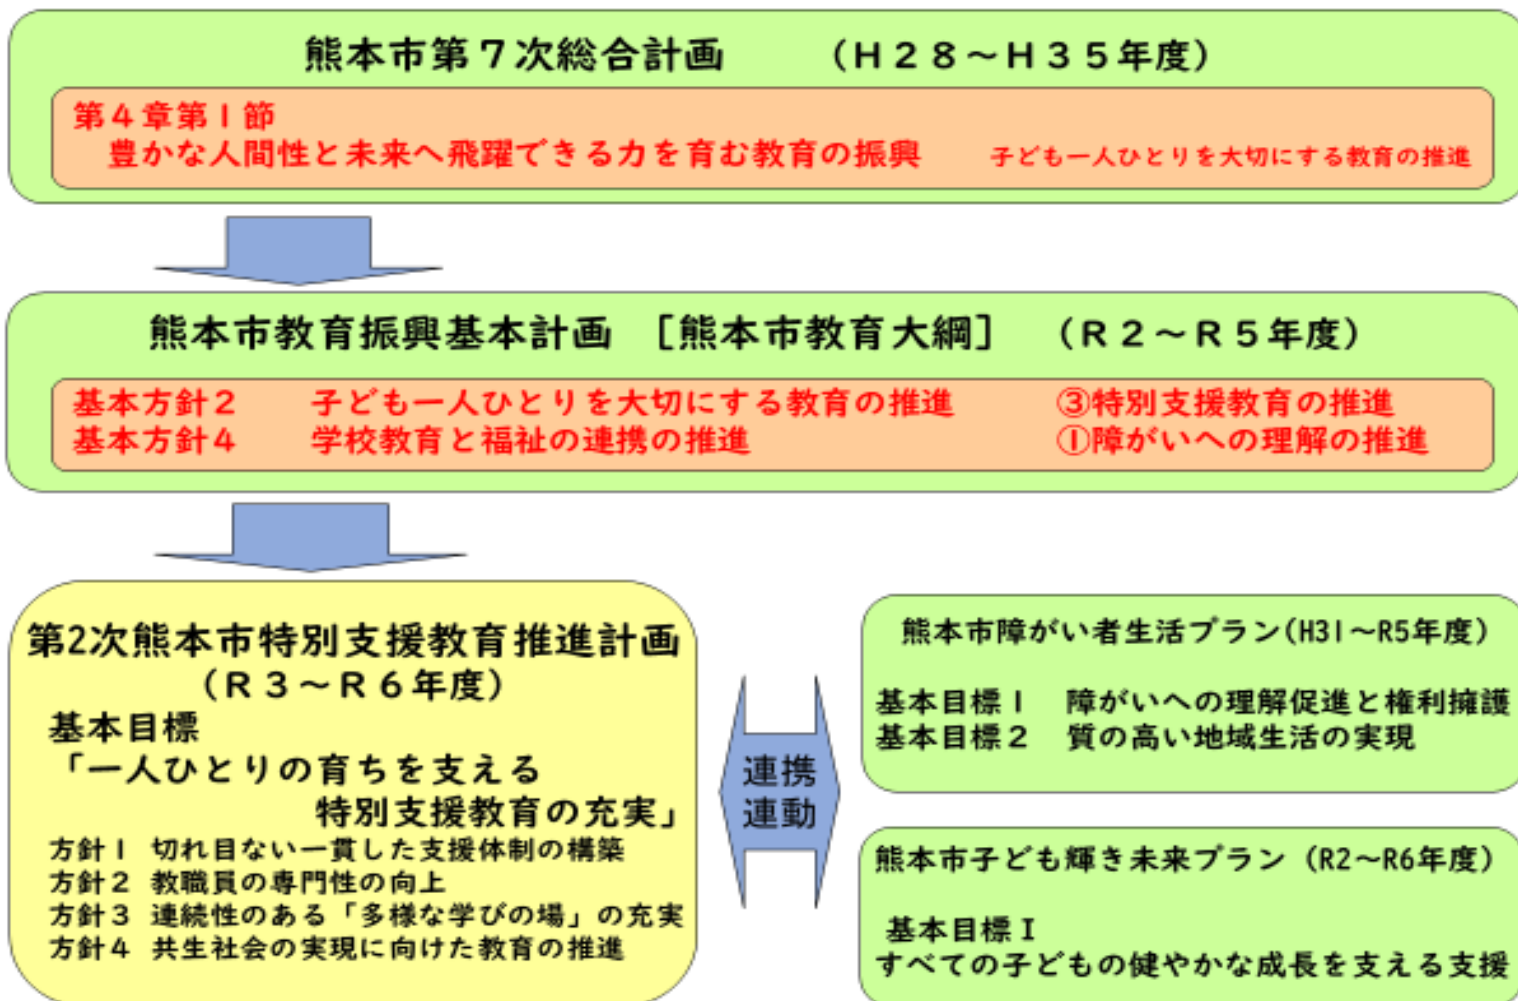 熊本市第７次総合計画　　（Ｈ２８～Ｈ３５年度）
第４章第１節
豊かな人間性と未来へ飛躍できる力を育む教育の振興　　子ども一人ひとりを大切にする教育の推進
熊本市教育振興基本計画　［熊本市教育大綱］　（Ｒ２～Ｒ５年度）
基本方針２　　子ども一人ひとりを大切にする教育の推進　　③特別支援教育の推進
基本方針４　　学校教育と福祉の連携の推進　　①障がいへの理解の推進
第2次熊本市特別支援教育推進計画
（Ｒ３～Ｒ６年度）
基本目標
「一人ひとりの育ちを支える
特別支援教育の充実」
方針１ 切れ目ない一貫した支援体制の構築
方針２ 教職員の専門性の向上
方針３ 連続性のある「多様な学びの場」の充実
方針４ 共生社会の実現に向けた教育の推進
連携
連動
熊本市障がい者生活プラン(H31～R5年度)
基本目標１　障がいへの理解促進と権利擁護
基本目標２　質の高い地域生活の実現
熊本市子ども輝き未来プラン（R2～R6年度）
基本目標Ｉ
すべての子どもの健やかな成長を支える支援